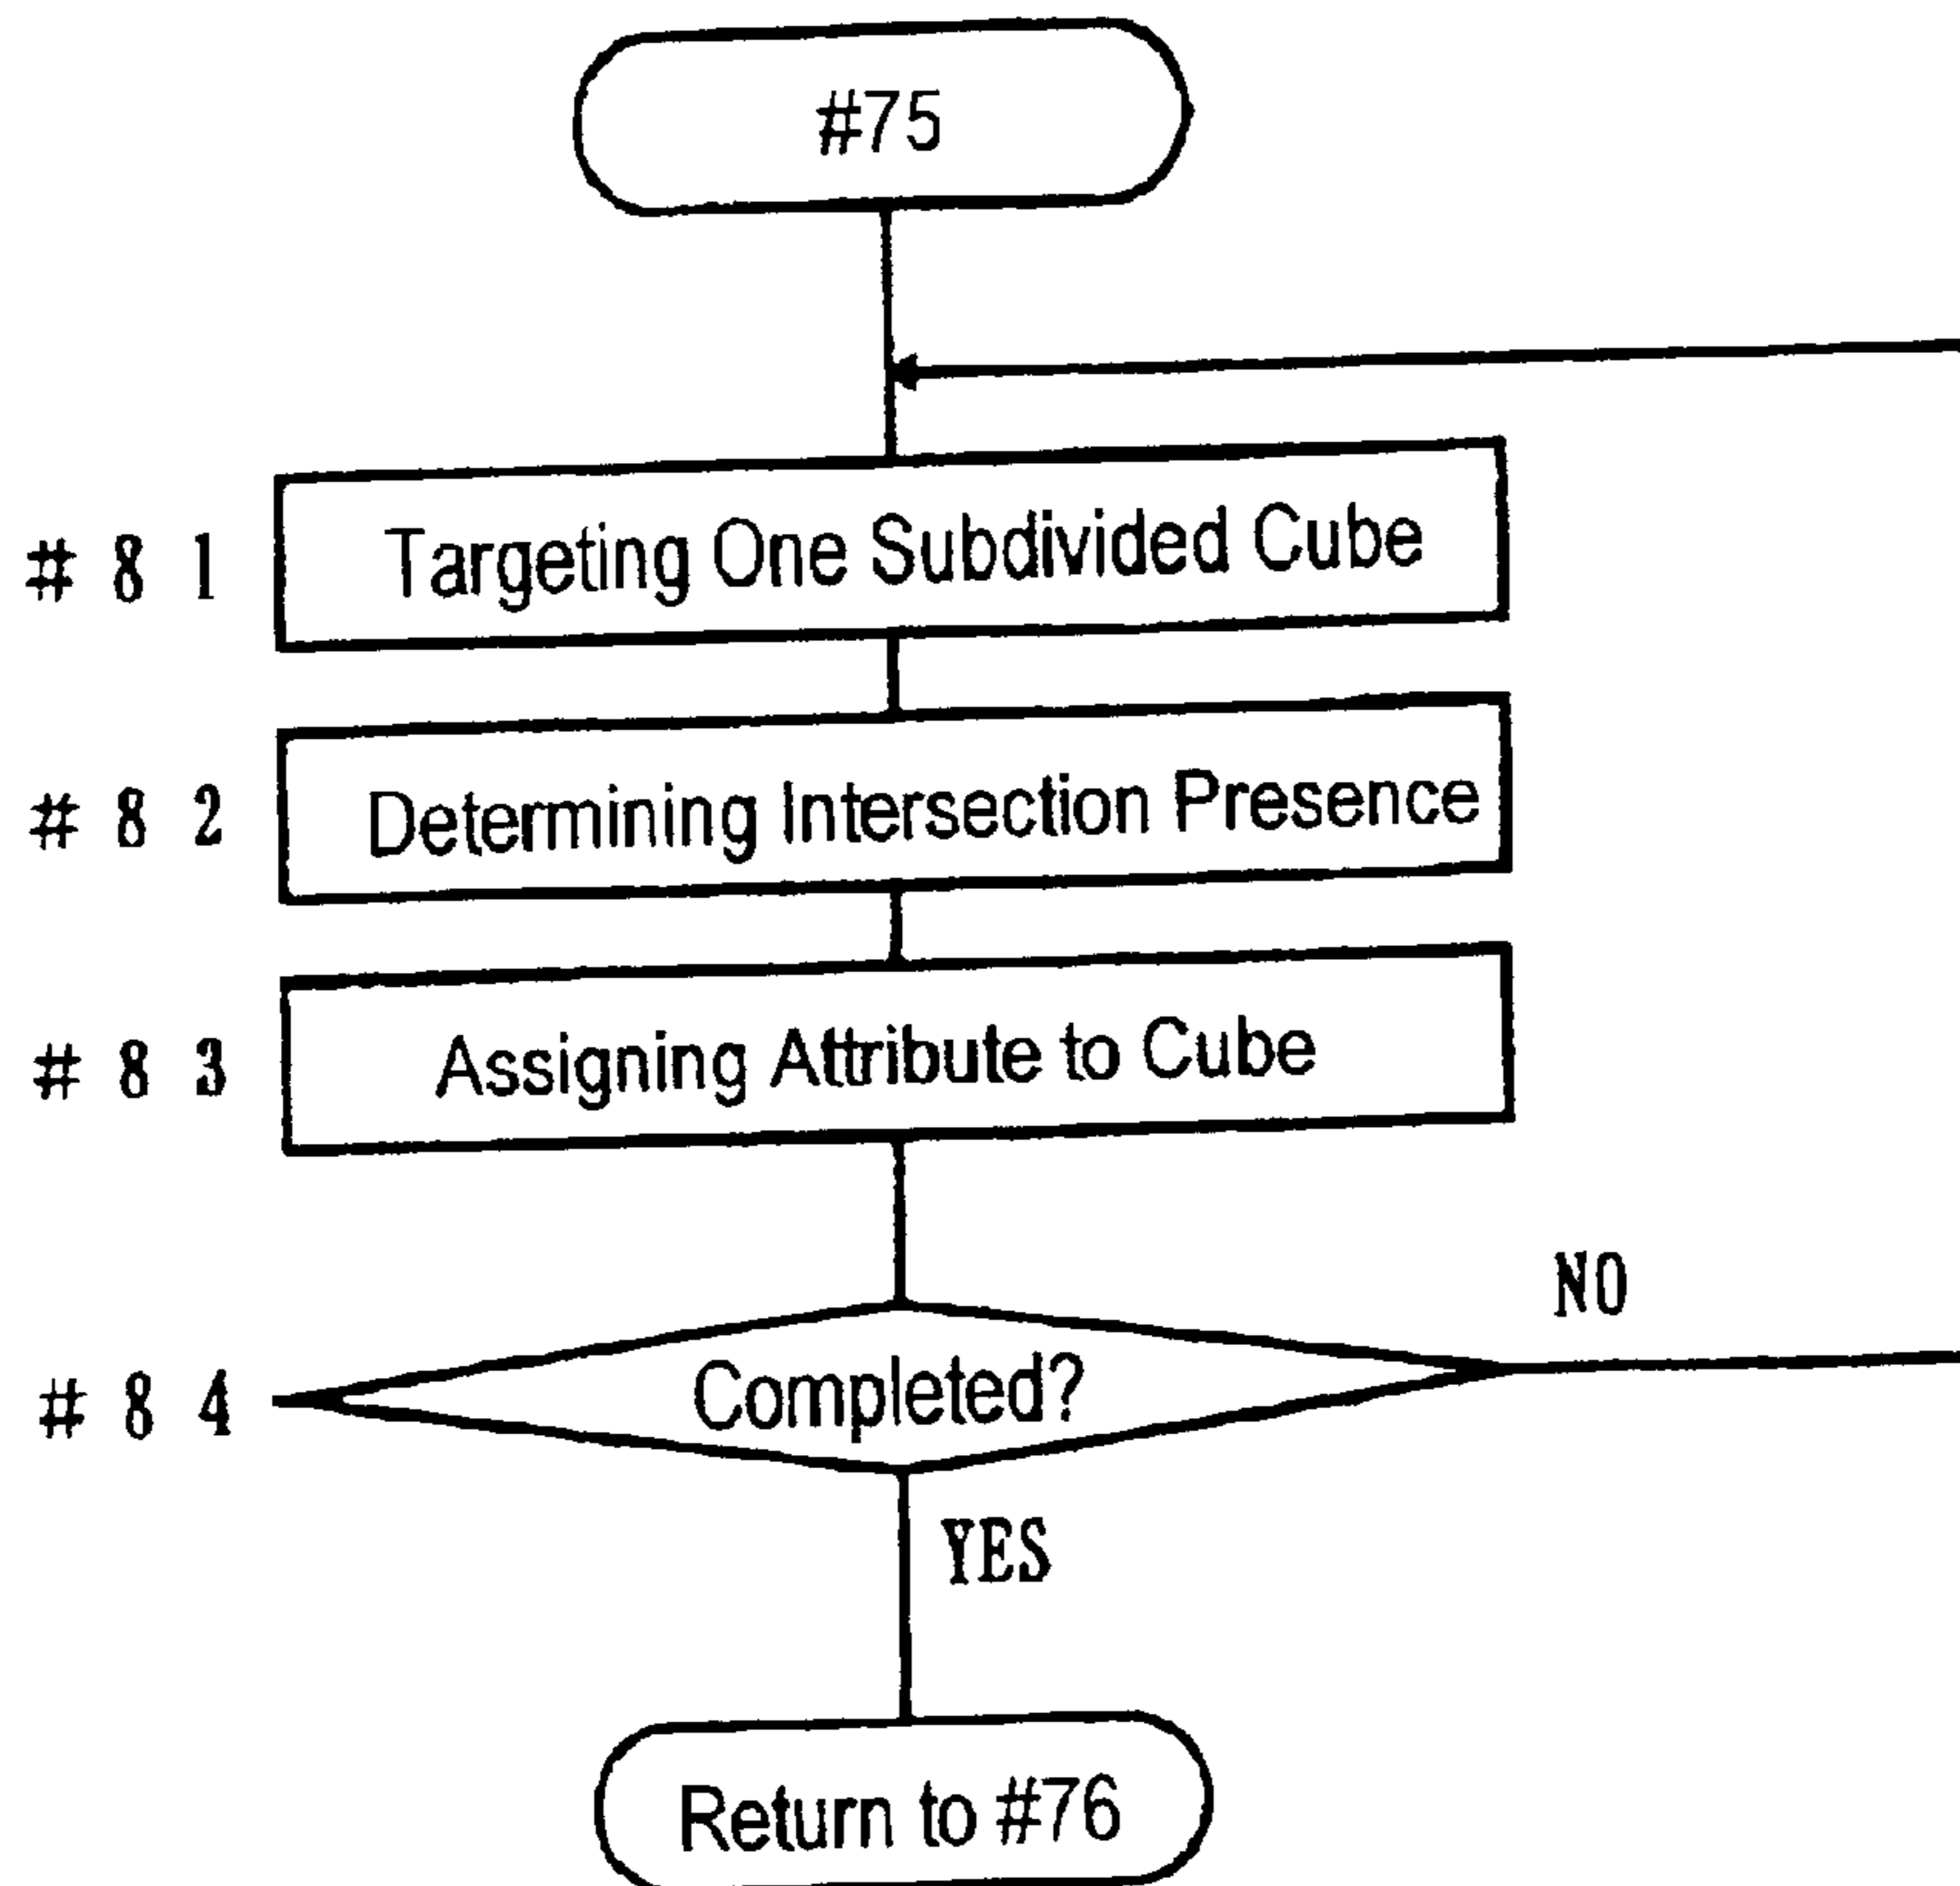 #75
#81 Targeting One Subdivided Cube
#82 Determining Intersection Presence
#83 Assigning Attribute to Cube
#84 Completed?
NO
YES
Return to #76